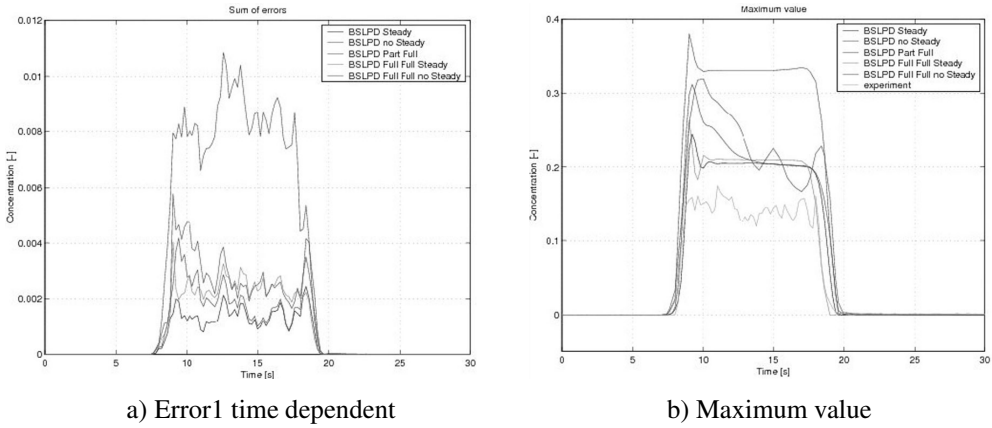 Sum of errors
0.012
0.01
0.008
0.006
0.004
0.002
0
Concentration [-]
BSLPD Steady
BSLPD no Steady
BSLPD Part Full
BSLPD Full Full Steady
BSLPD Full Full no Steady
0 5 10 15 20 25 30
Time [s]
a) Error1 time dependent
Maximum value
0.4
0.3
0.2
0.1
0
Concentration [-]
BSLPD Steady
BSLPD no Steady
BSLPD Part Full
BSLPD Full Full Steady
BSLPD Full Full no Steady
experiment
0 5 10 15 20 25 30
Time [s]
b) Maximum value